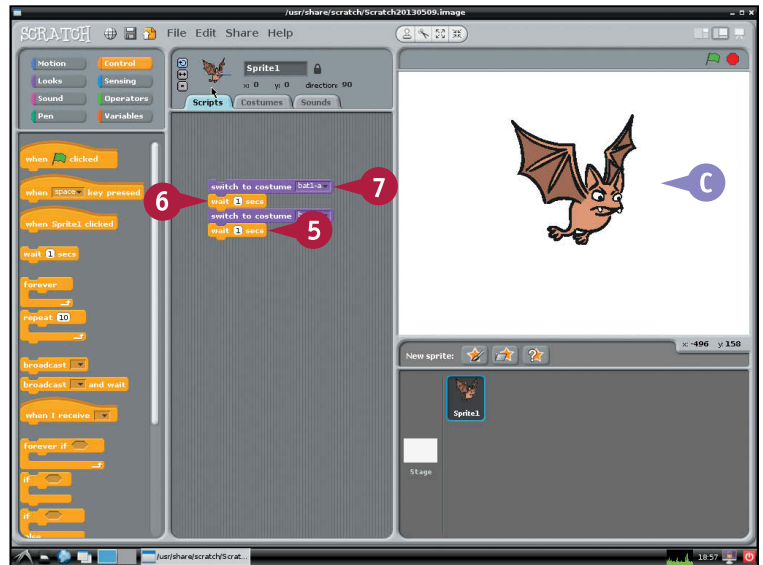 /usr/share/scratch/Scratch20130509.image
SCRATCH File Edit Share Help
Motion Control
Looks Sensing
Sound Operators
Pen Variables
Sprite1
x: 0 y: 0 direction: 90
Scripts Costumes Sounds
when clicked
when space key pressed
when Sprite1 clicked
wait 1 secs
forever
repeat 10
broadcast
broadcast and wait
when I receive
forever if
if
if
else
switch to costume bat1-a
wait 1 secs
switch to costume
wait 1 secs
6
7
5
C
x: -496 y: 158
New sprite:
Sprite1
Stage
/usr/share/scratch/Scrat...
18:57